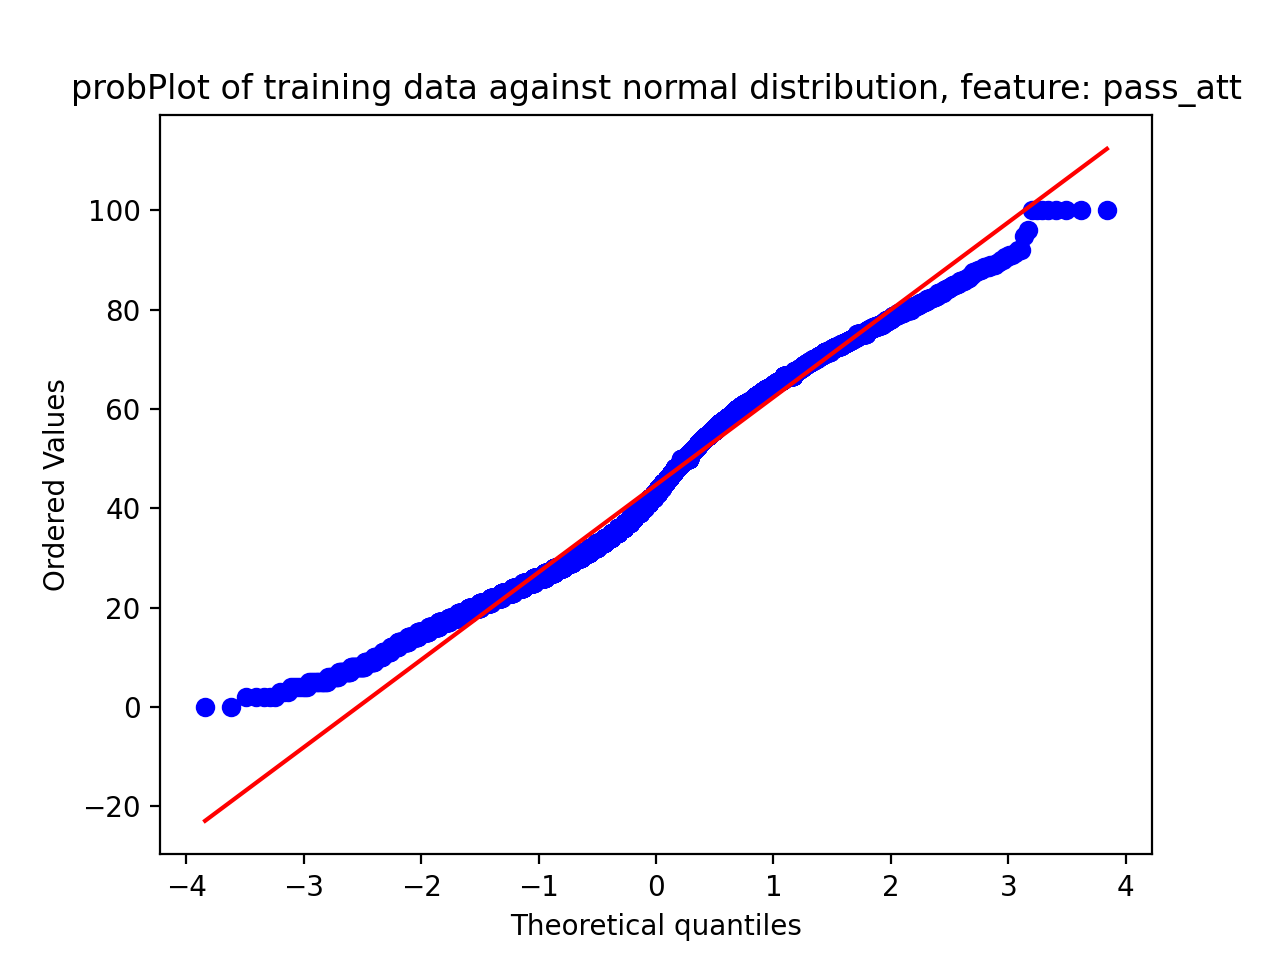 probPlot of training data against normal distribution, feature: pass_att
100
80
60
40
20
0
−20
Ordered Values
−4 −3 −2 −1 0 1 2 3 4
Theoretical quantiles